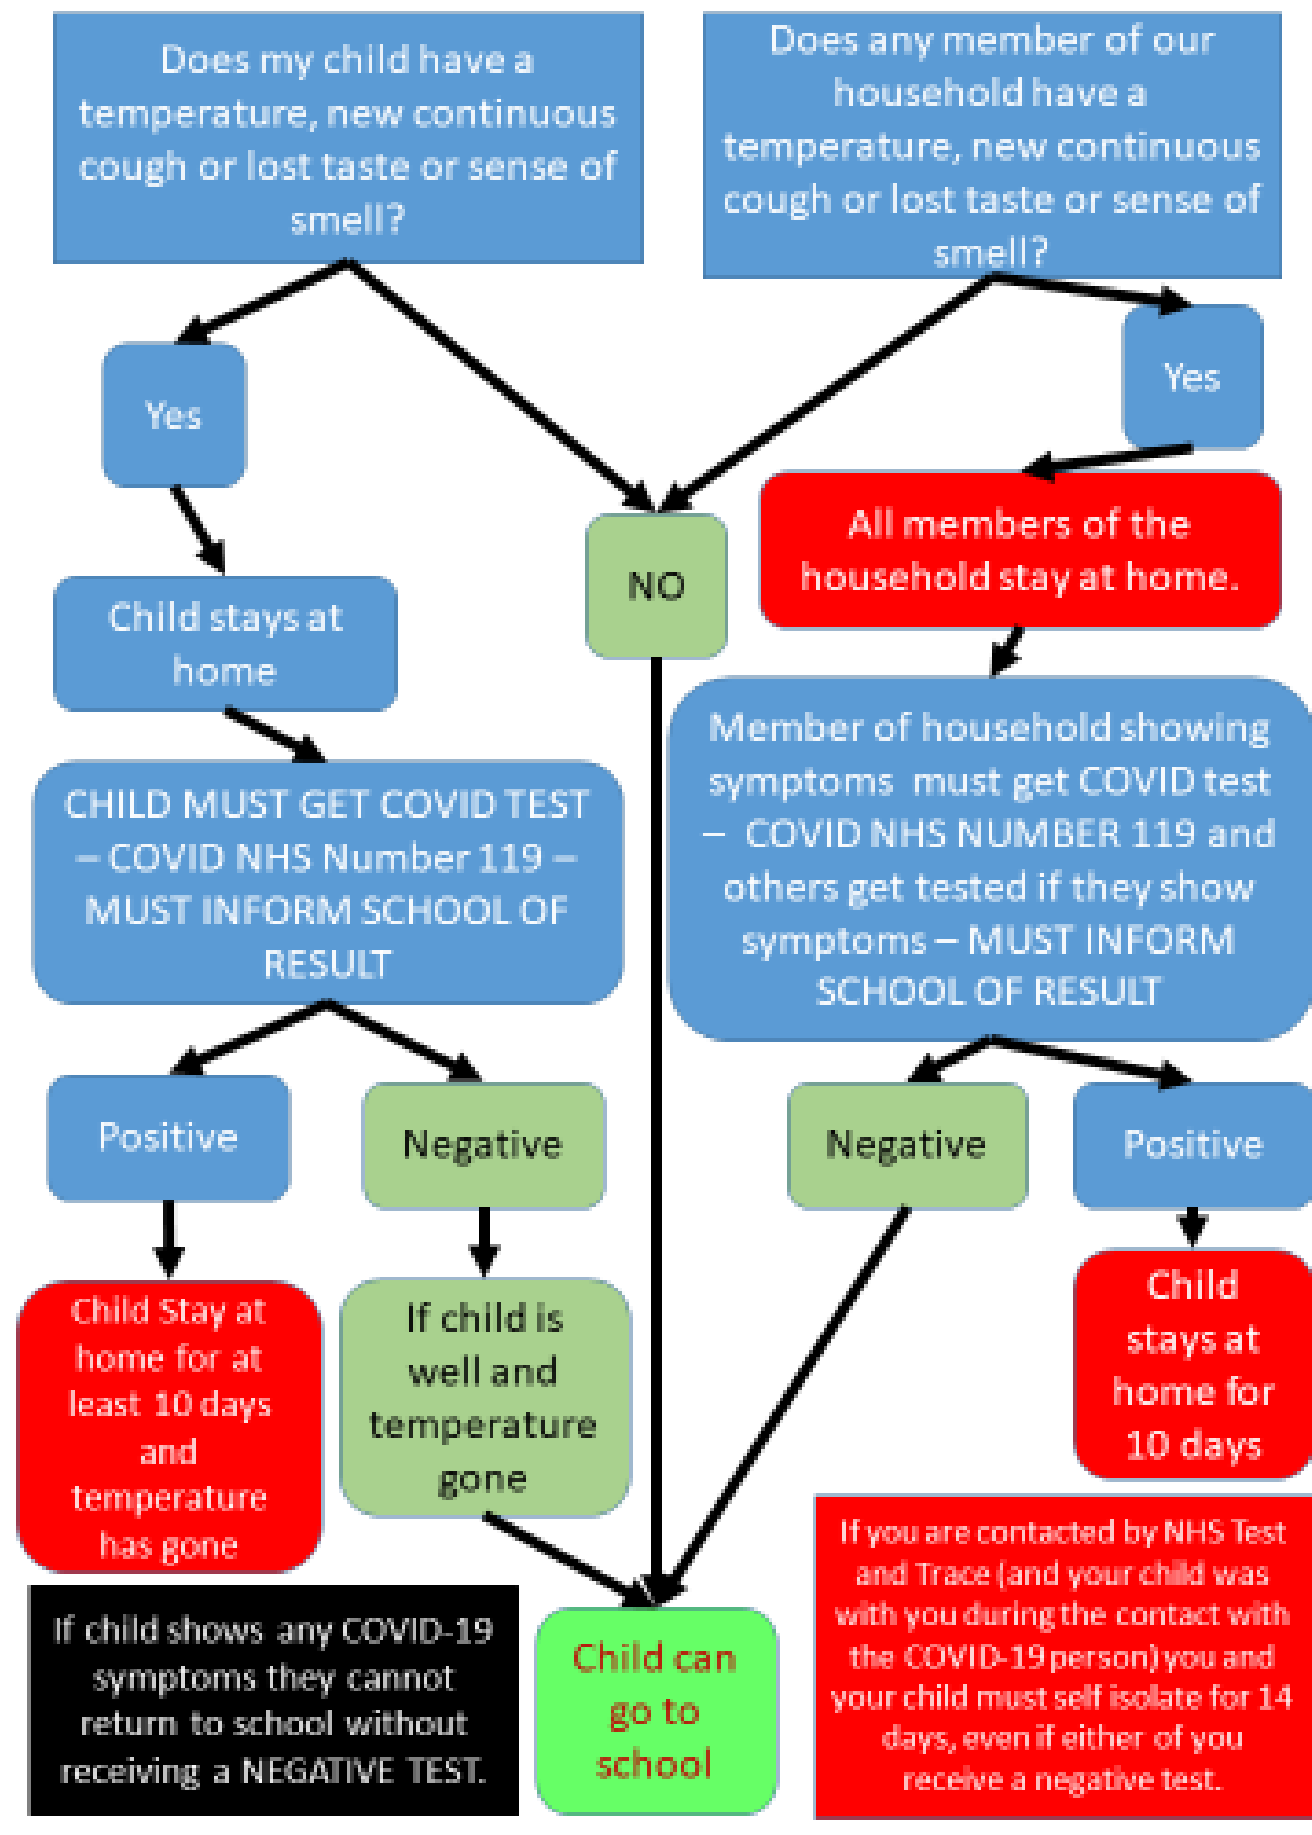 Does my child have a
temperature, new continuous
cough or lost taste or sense of
smell?
Does any member of our
household have a
temperature, new continuous
cough or lost taste or sense of
smell?
Yes
Yes
NO
All members of the
household stay at home.
Child stays at
home
CHILD MUST GET COVID TEST
– COVID NHS Number 119 –
MUST INFORM SCHOOL OF
RESULT
Member of household showing
symptoms must get COVID test
– COVID NHS NUMBER 119 and
others get tested if they show
symptoms – MUST INFORM
SCHOOL OF RESULT
Positive
Negative
Negative
Positive
Child Stay at
home for at
least 10 days
and
temperature
has gone
If child is
well and
temperature
gone
Child
stays at
home for
10 days
If child shows any COVID-19
symptoms they cannot
return to school without
receiving a NEGATIVE TEST.
Child can
go to
school
If you are contacted by NHS Test
and Trace (and your child was
with you during the contact with
the COVID-19 person) you and
your child must self isolate for 14
days, even if either of you
receive a negative test.